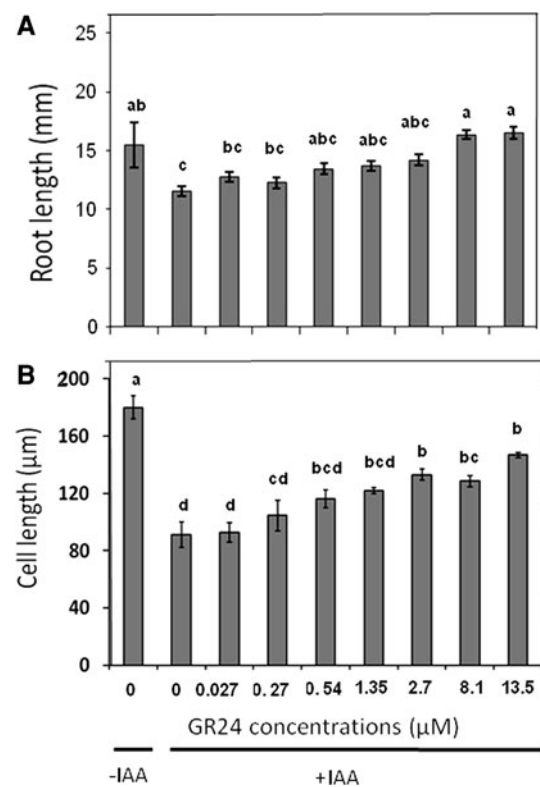 A
Root length (mm)
25
20
15
10
5
0
ab
c
bc
bc
abc
abc
abc
a
a
B
Cell length (µm)
200
160
120
80
40
0
a
d
d
cd
bcd
bcd
b
bc
b
0 0 0.027 0.27 0.54 1.35 2.7 8.1 13.5
GR24 concentrations (µM)
-IAA +IAA